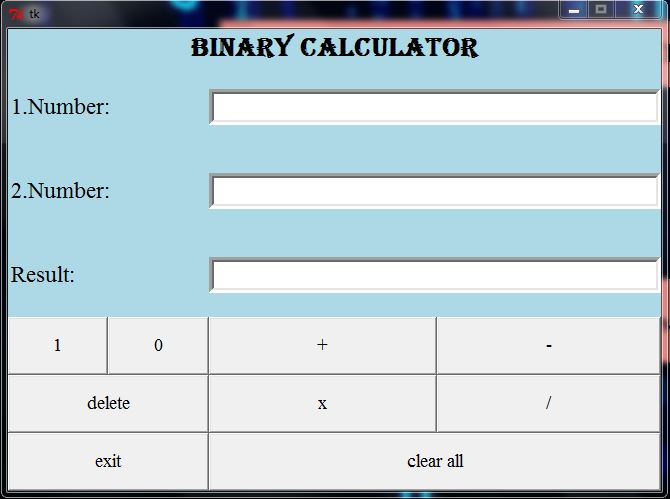 tk
BINARY CALCULATOR
1.Number:
2.Number:
Result:
1 0 + -
delete x /
exit clear all